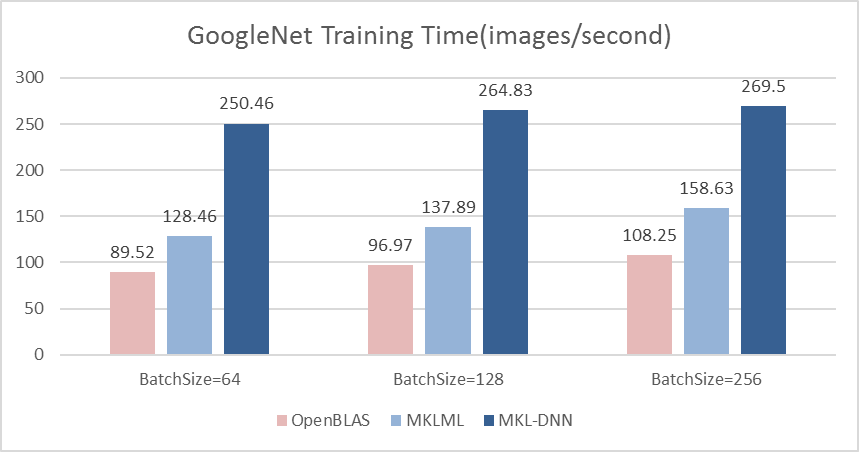 GoogleNet Training Time(images/second)
300
250
200
150
100
50
0
89.52
128.46
250.46
96.97
137.89
264.83
108.25
158.63
269.5
BatchSize=64
BatchSize=128
BatchSize=256
OpenBLAS
MKLML
MKL-DNN